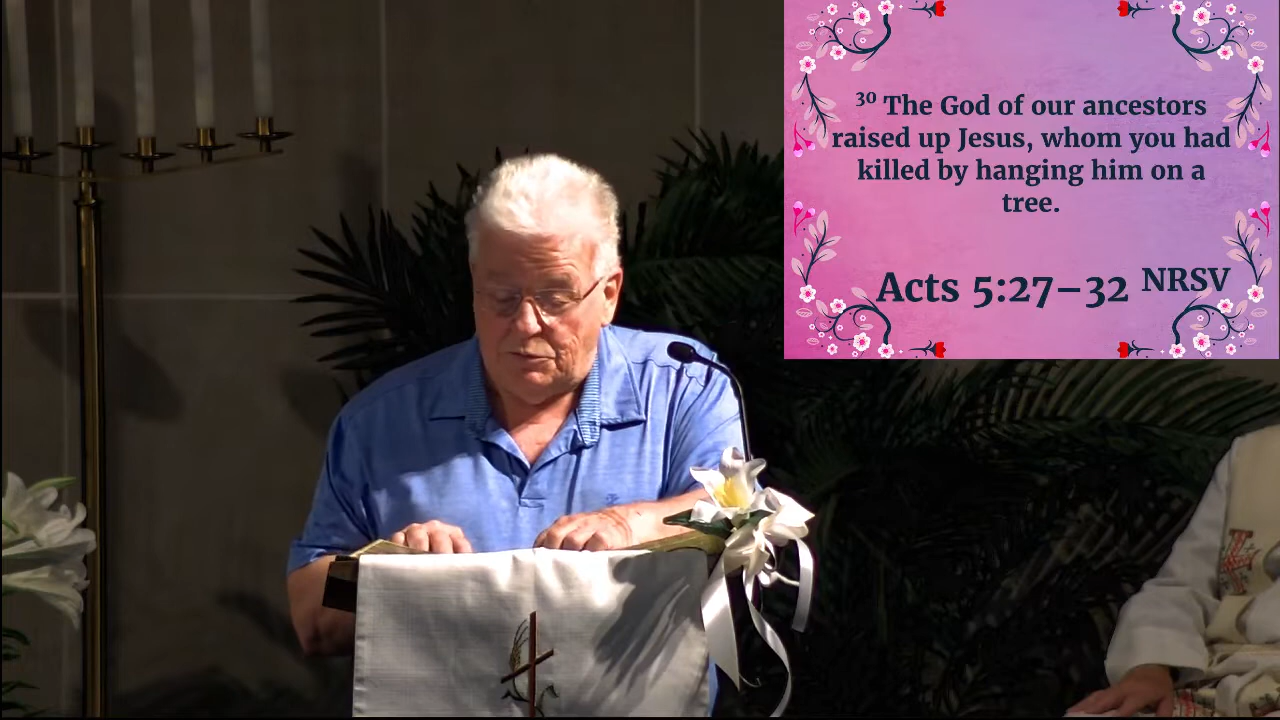 30 The God of our ancestors
raised up Jesus, whom you had
killed by hanging him on a
tree.
Acts 5:27–32 NRSV